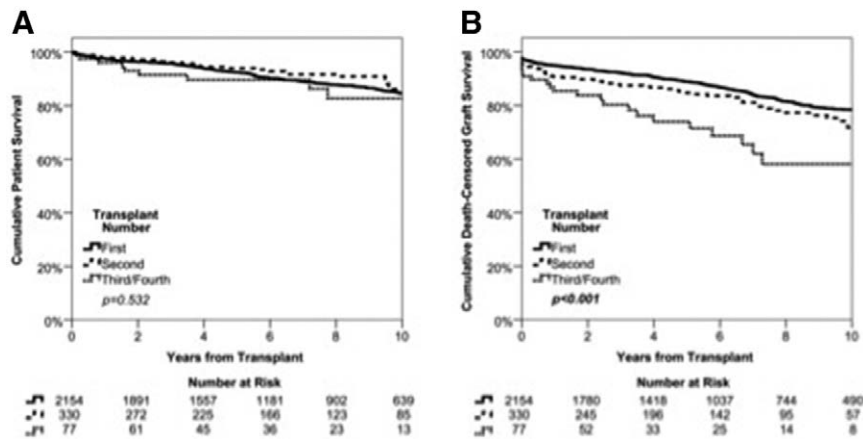 A
Cumulative Patient Survival
100%
80%
60%
40%
20%
0%
Transplant
Number
First
Second
Third/Fourth
p=0.532
0 2 4 6 8 10
Years from Transplant
Number at Risk
2154 1891 1557 1181 902 639
330 272 225 166 123 85
77 61 45 36 23 13
B
Cumulative Death-Censored Graft Survival
100%
80%
60%
40%
20%
0%
Transplant
Number
First
Second
Third/Fourth
p<0.001
0 2 4 6 8 10
Years from Transplant
Number at Risk
2154 1780 1418 1037 744 490
330 245 196 142 95 57
77 52 33 25 14 8